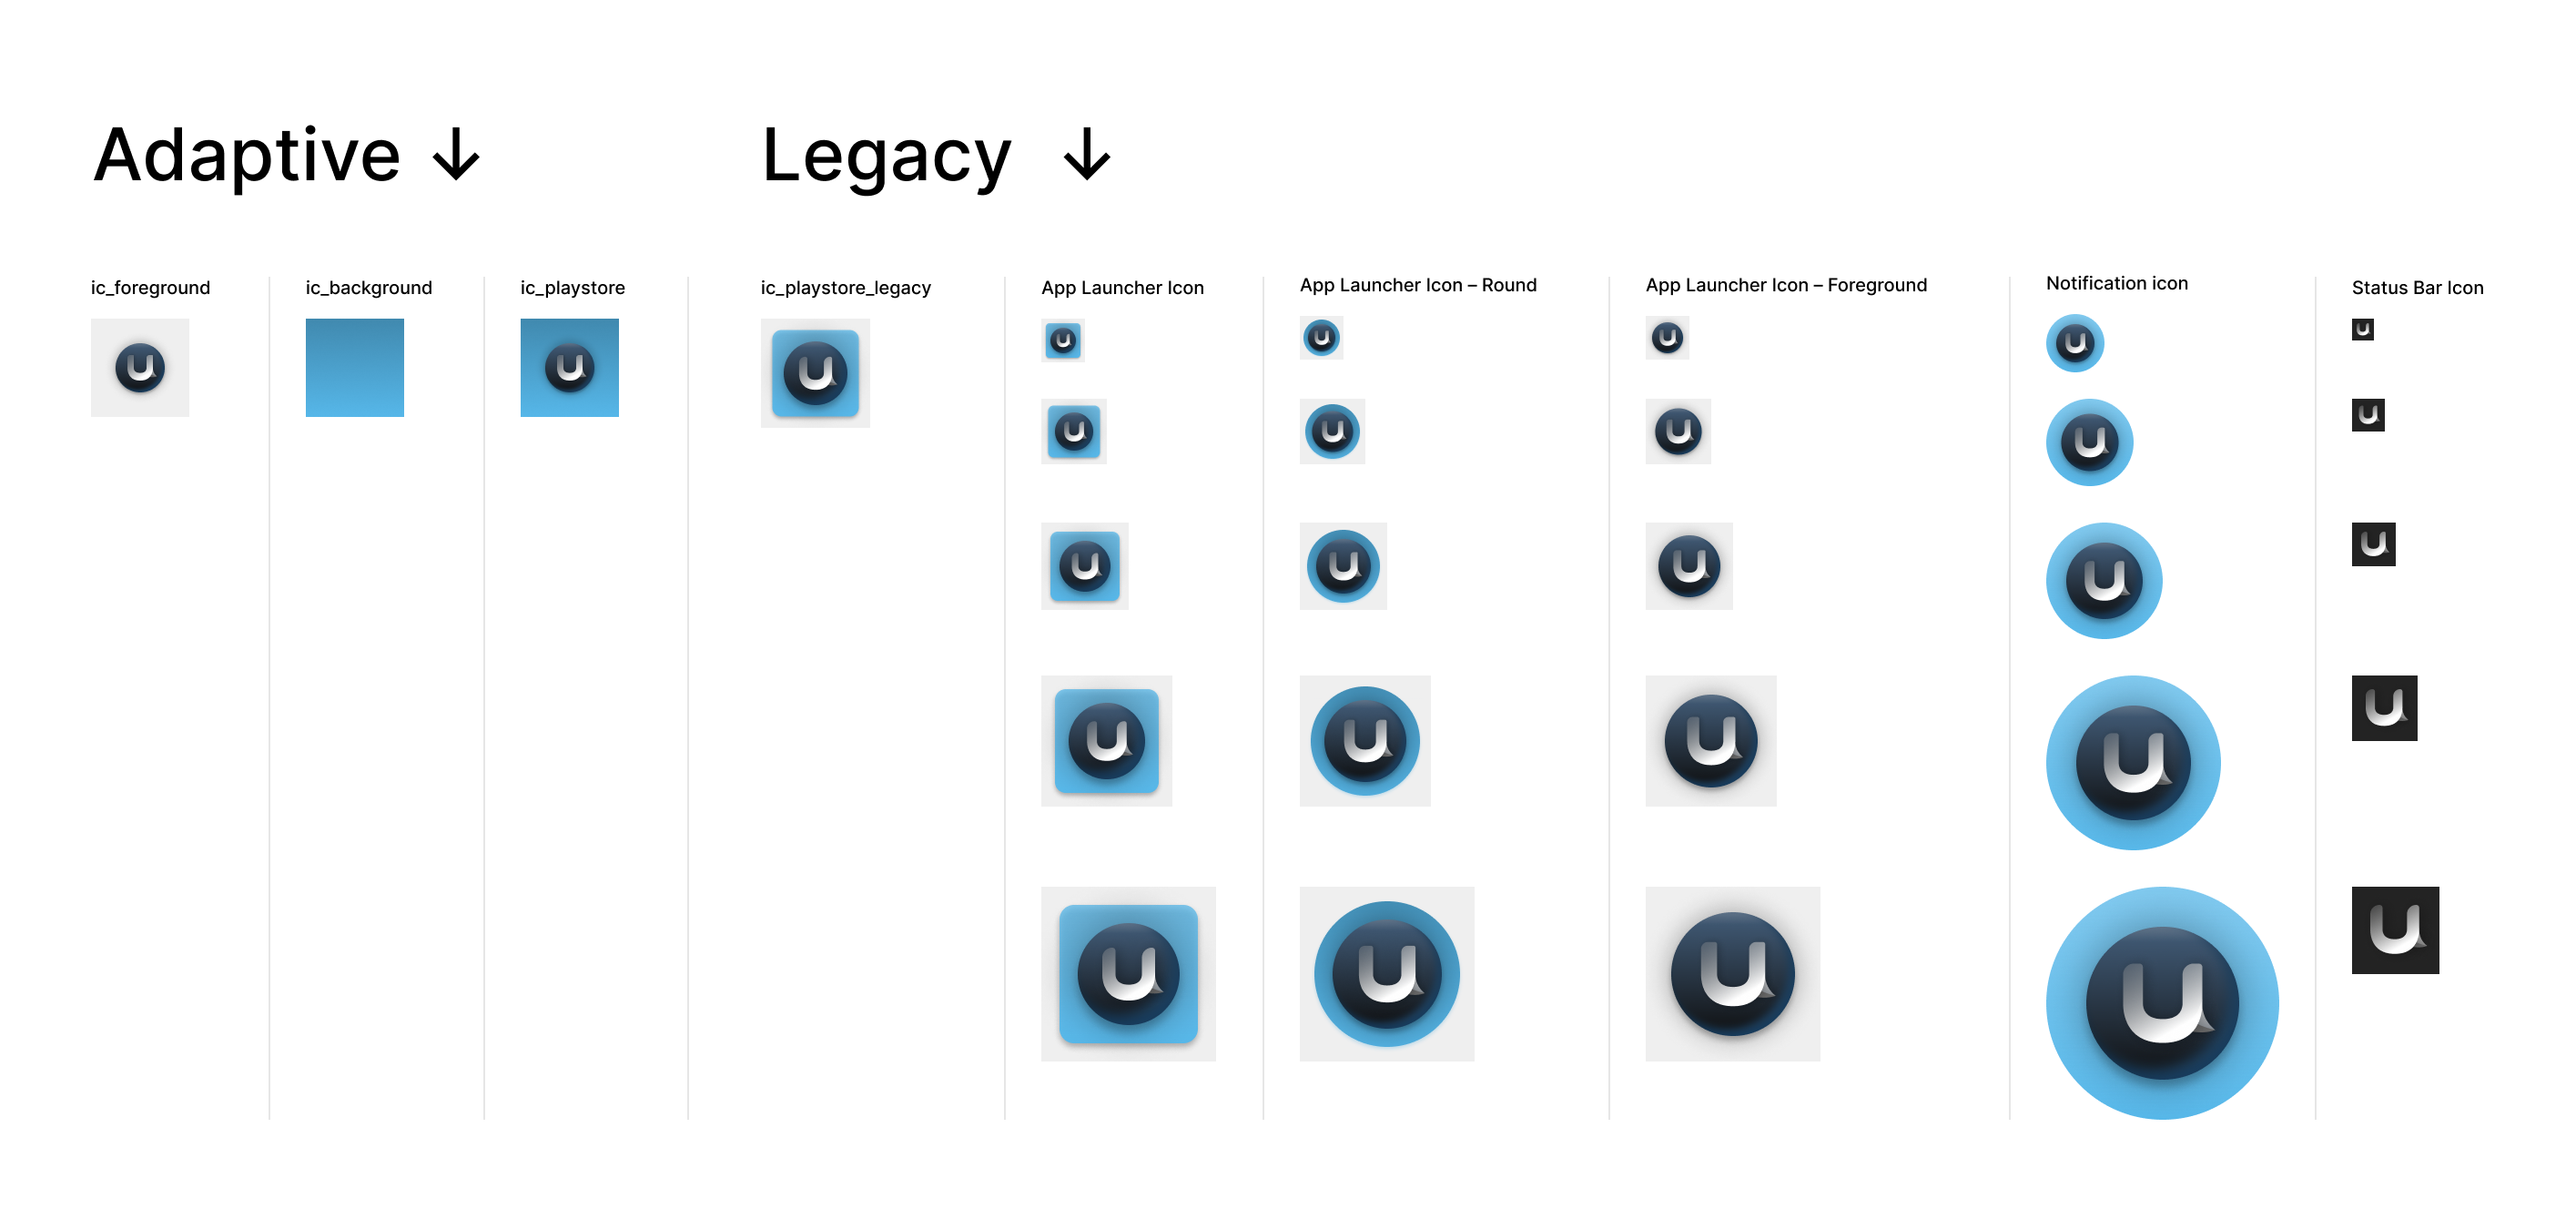 Adaptive ↓
Legacy ↓
ic_foreground
ic_background
ic_playstore
ic_playstore_legacy
App Launcher Icon
App Launcher Icon – Round
App Launcher Icon – Foreground
Notification icon
Status Bar Icon